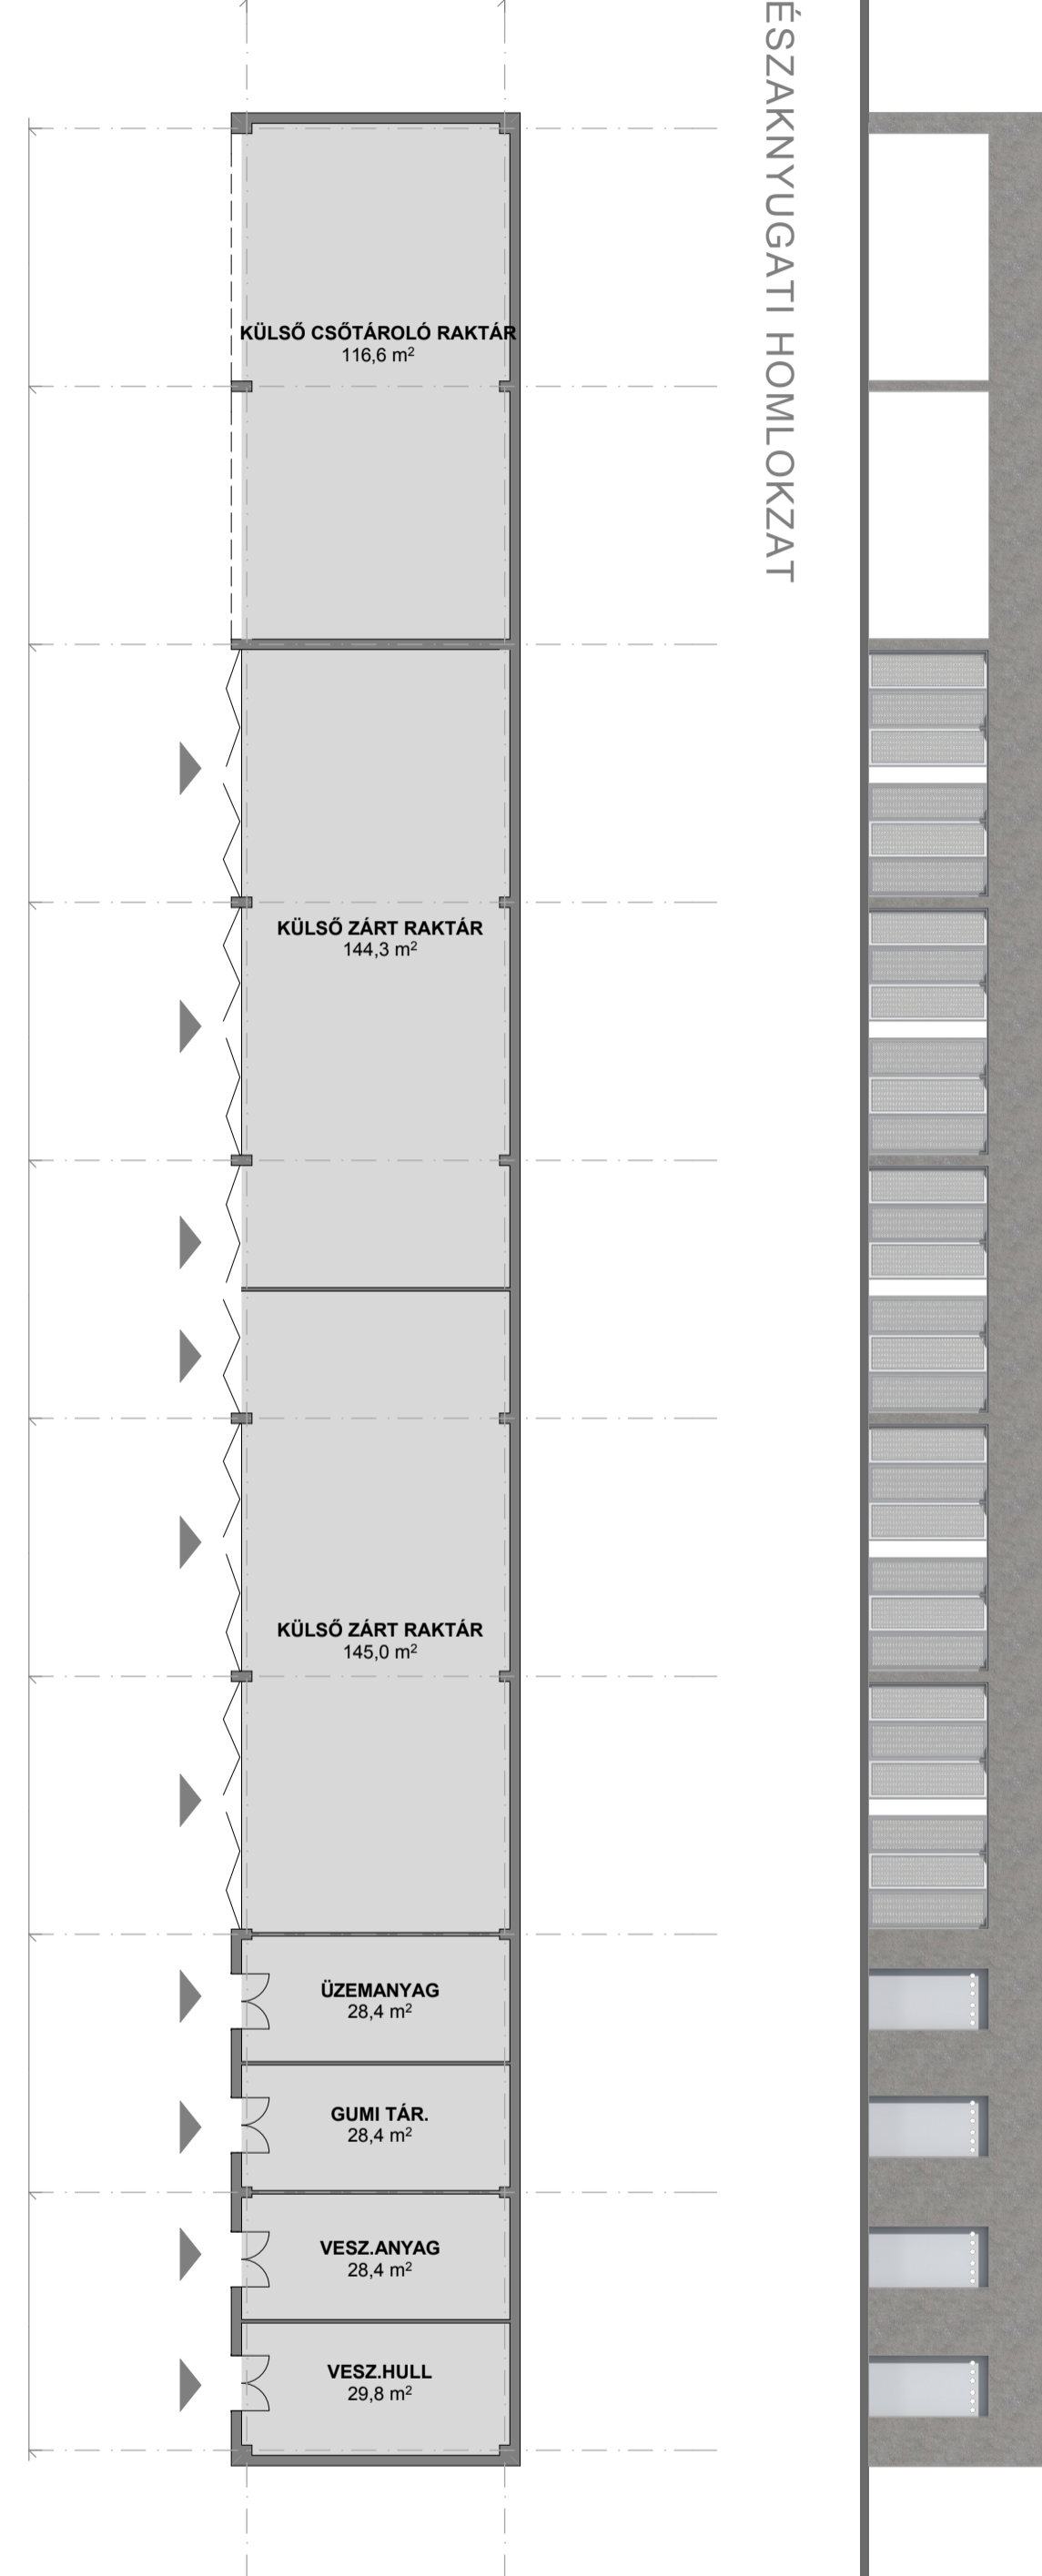 ÉSZAKNYUGATI HOMLOKZAT
KÜLSŐ CSŐTÁROLÓ RAKTÁR
116,6 m²
KÜLSŐ ZÁRT RAKTÁR
144,3 m²
KÜLSŐ ZÁRT RAKTÁR
145,0 m²
ÜZEMANYAG
28,4 m²
GUMI TÁR.
28,4 m²
VESZ.ANYAG
28,4 m²
VESZ.HULL
29,8 m²